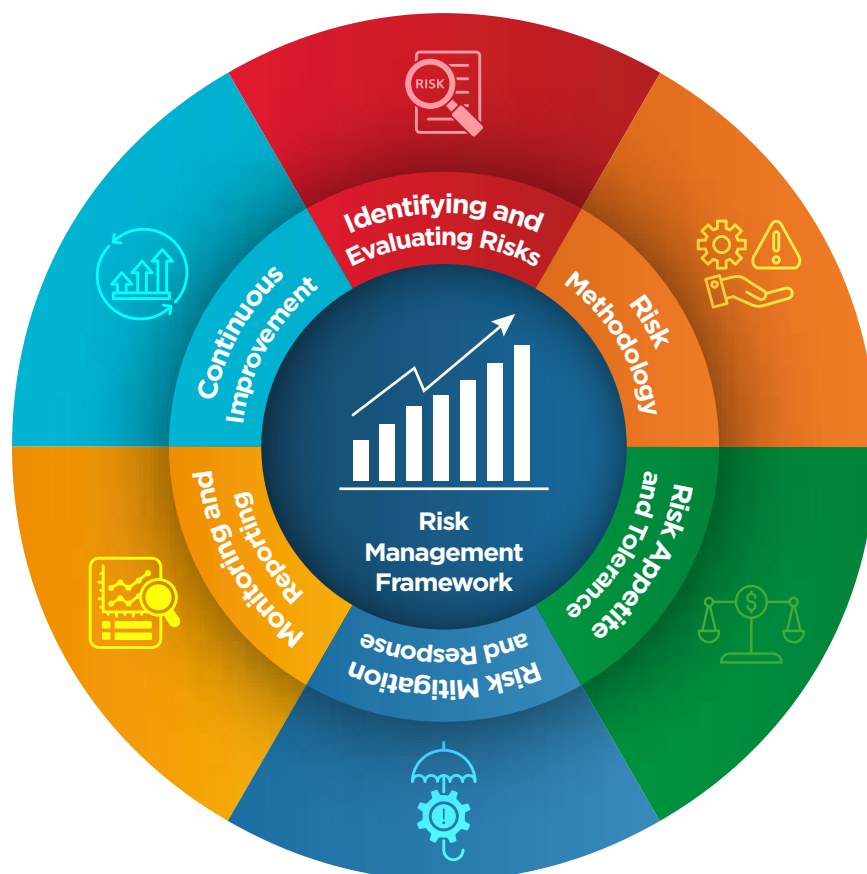 RISK
Identifying and
Evaluating Risks
Risk
Methodology
Risk Appetite
and Tolerance
Risk Mitigation
and Response
Monitoring and
Reporting
Continuous
Improvement
Risk
Management
Framework
$